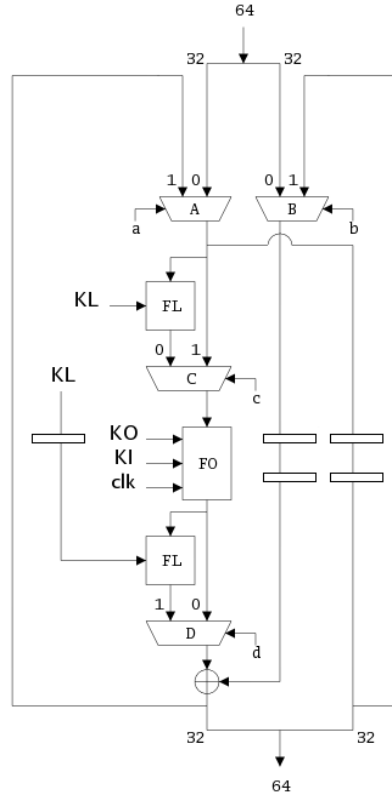 64
32 32
1 0 0 1
A B
a b
KL FL
0 1
KL
C
c
KO
KI FO
clk
FL
1 0
D
d
32 32
64